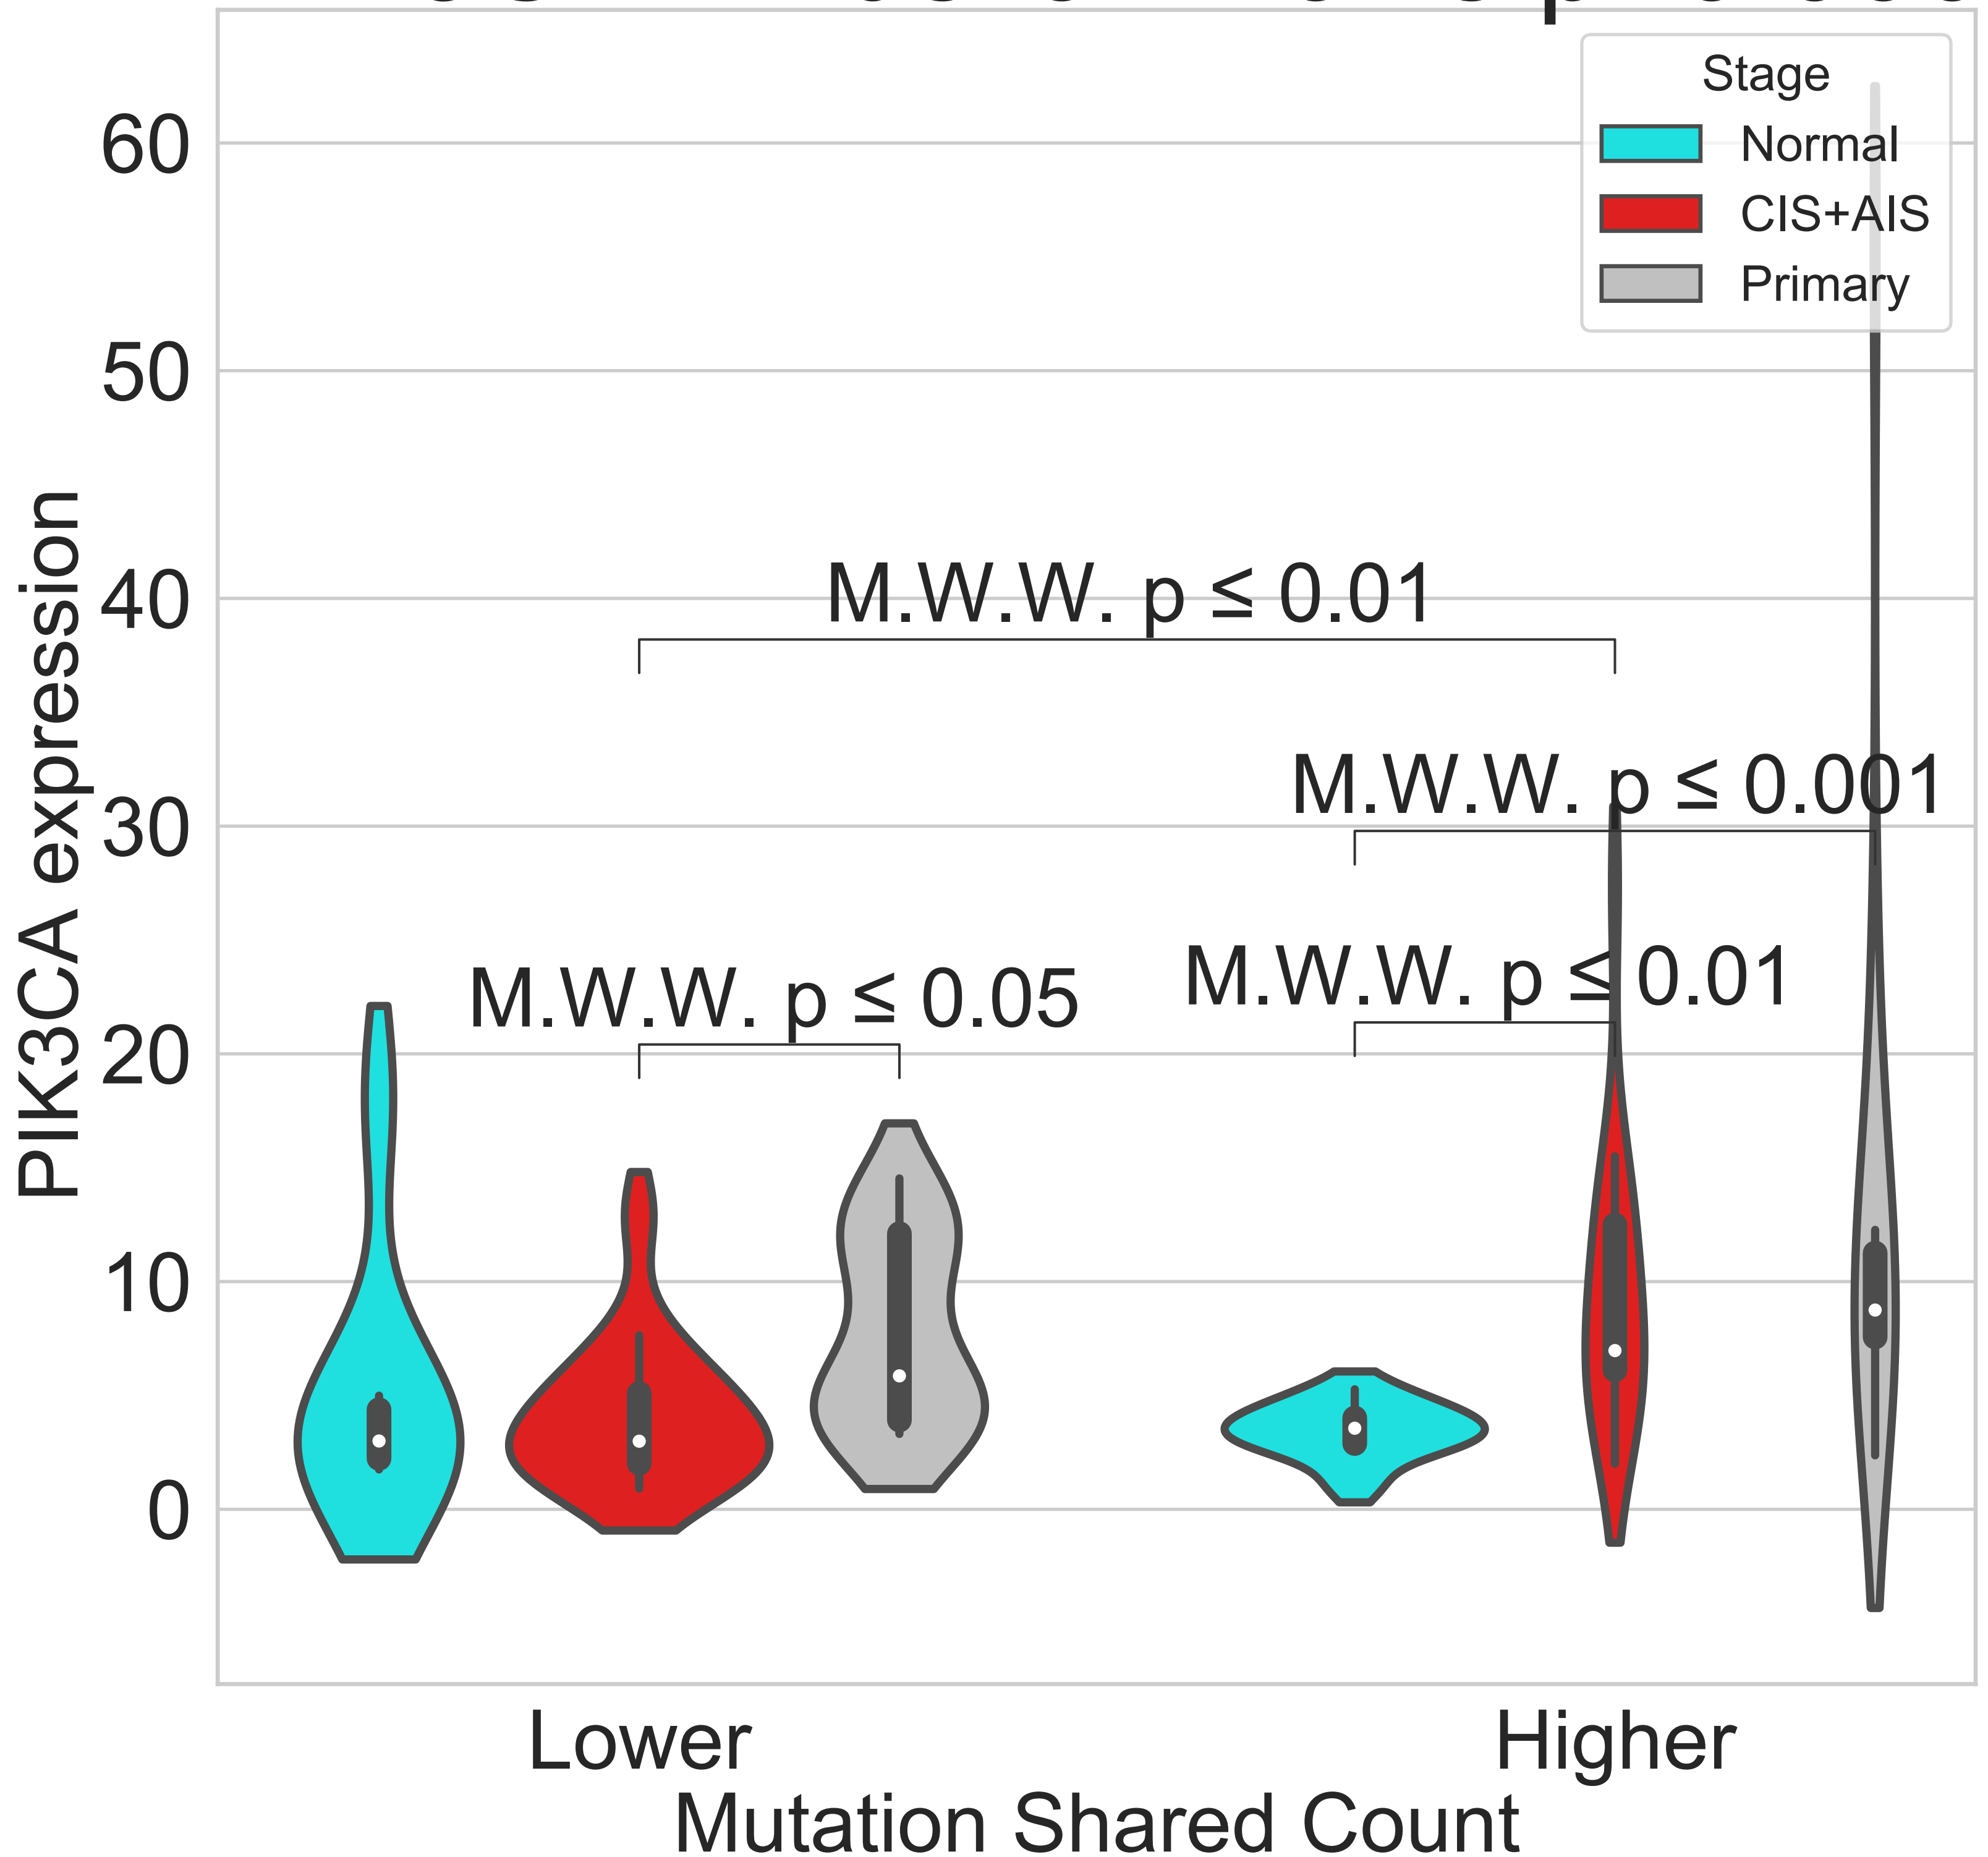 Stage
Normal
CIS+AIS
Primary
60
50
40
30
20
10
0
PIK3CA expression
M.W.W. p ≤ 0.01
M.W.W. p ≤ 0.001
M.W.W. p ≤ 0.05
M.W.W. p ≤ 0.01
Lower
Higher
Mutation Shared Count